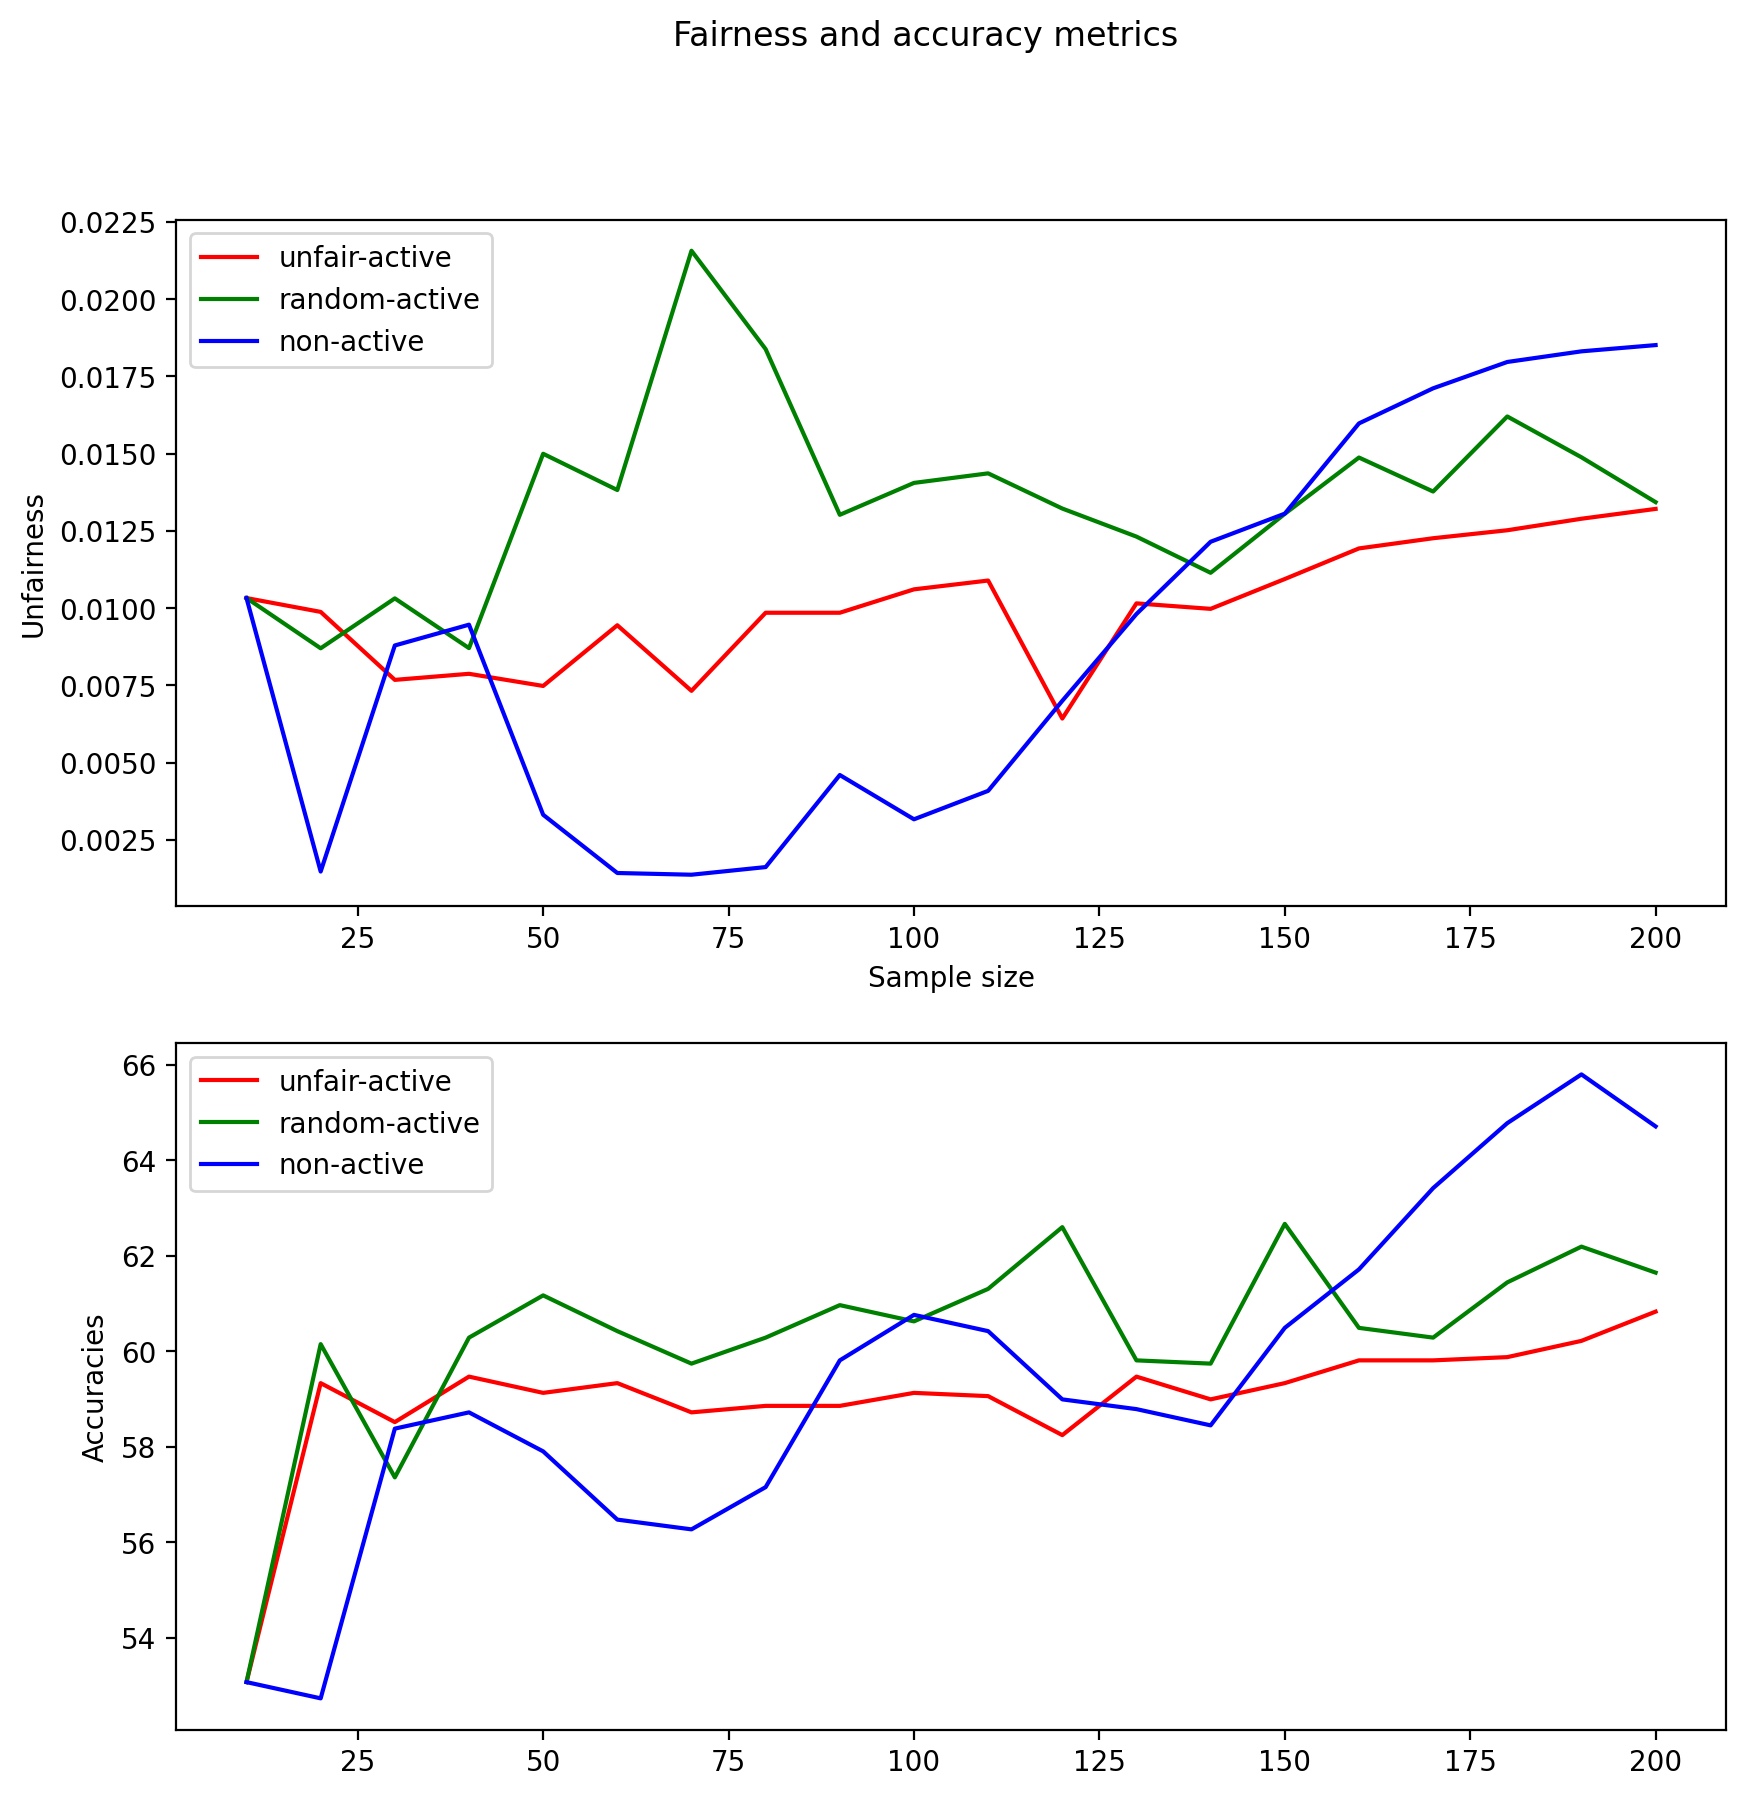 Fairness and accuracy metrics
0.0225
0.0200
0.0175
0.0150
0.0125
0.0100
0.0075
0.0050
0.0025
Unfairness
unfair-active
random-active
non-active
25 50 75 100 125 150 175 200
Sample size
66
64
62
60
58
56
54
Accuracies
unfair-active
random-active
non-active
25 50 75 100 125 150 175 200